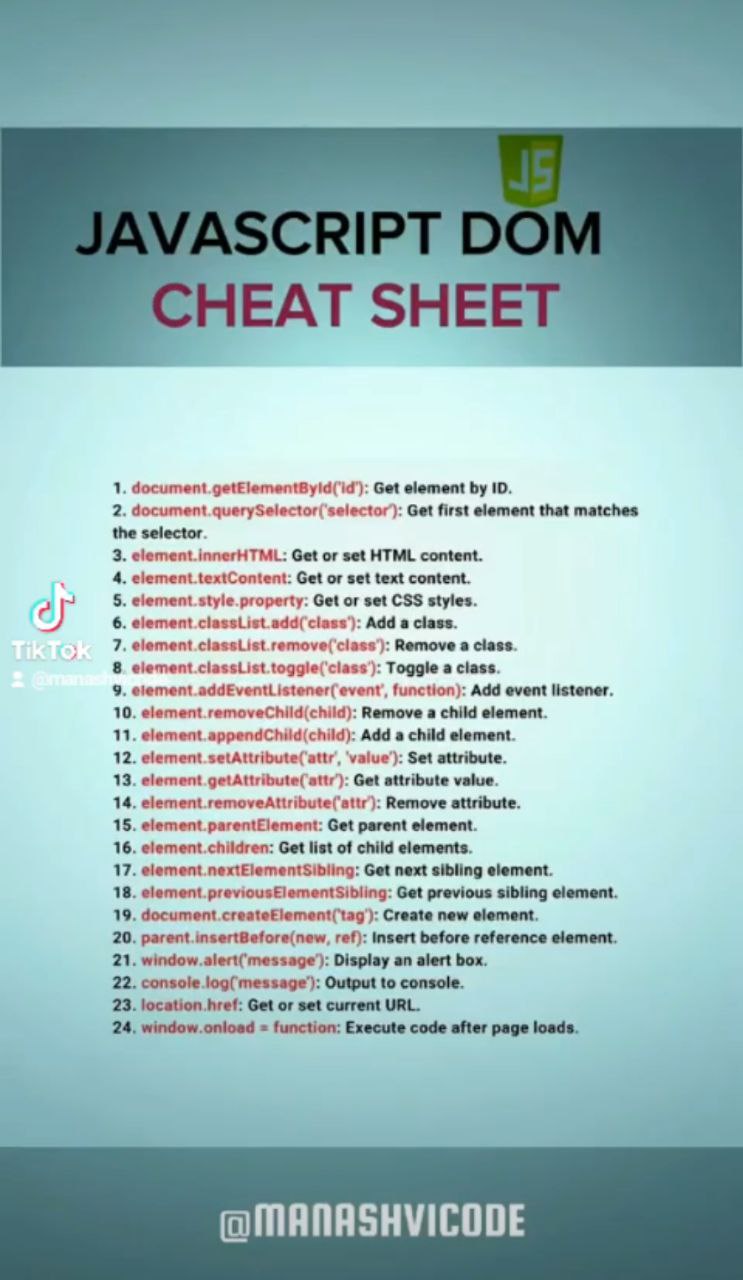 JS
JAVASCRIPT DOM
CHEAT SHEET
1. document.getElementById('id'): Get element by ID.
2. document.querySelector('selector'): Get first element that matches
the selector.
3. element.innerHTML: Get or set HTML content.
4. element.textContent: Get or set text content.
5. element.style.property: Get or set CSS styles.
6. element.classList.add('class'): Add a class.
7. element.classList.remove('class'): Remove a class.
8. element.classList.toggle('class'): Toggle a class.
9. element.addEventListener('event', function): Add event listener.
10. element.removeChild(child): Remove a child element.
11. element.appendChild(child): Add a child element.
12. element.setAttribute('attr', 'value'): Set attribute.
13. element.getAttribute('attr'): Get attribute value.
14. element.removeAttribute('attr'): Remove attribute.
15. element.parentElement: Get parent element.
16. element.children: Get list of child elements.
17. element.nextElementSibling: Get next sibling element.
18. element.previousElementSibling: Get previous sibling element.
19. document.createElement('tag'): Create new element.
20. parent.insertBefore(new, ref): Insert before reference element.
21. window.alert('message'): Display an alert box.
22. console.log('message'): Output to console.
23. location.href: Get or set current URL.
24. window.onload = function: Execute code after page loads.
TikTok
@manashvicode
@MANASHVICODE